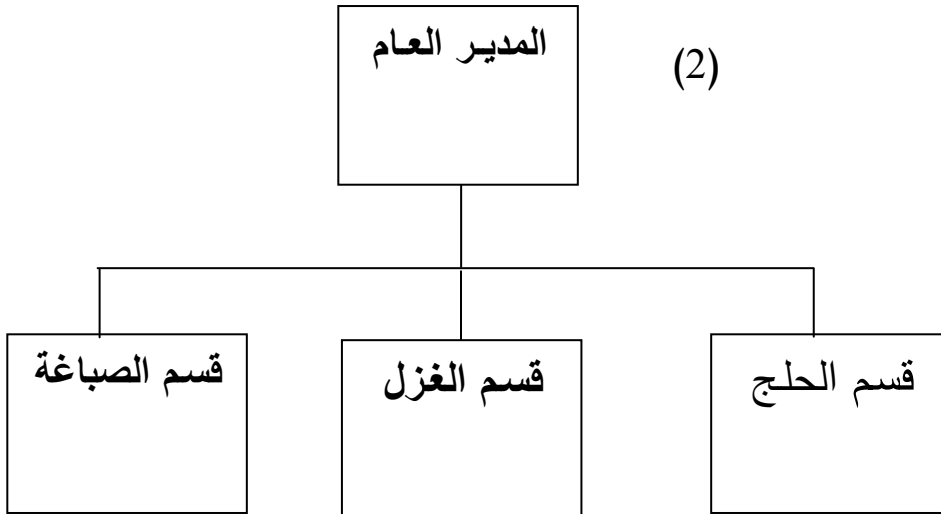 المديـر العـام
(2)
قسم الحلـج
قسم الغزل
قسم الصباغة